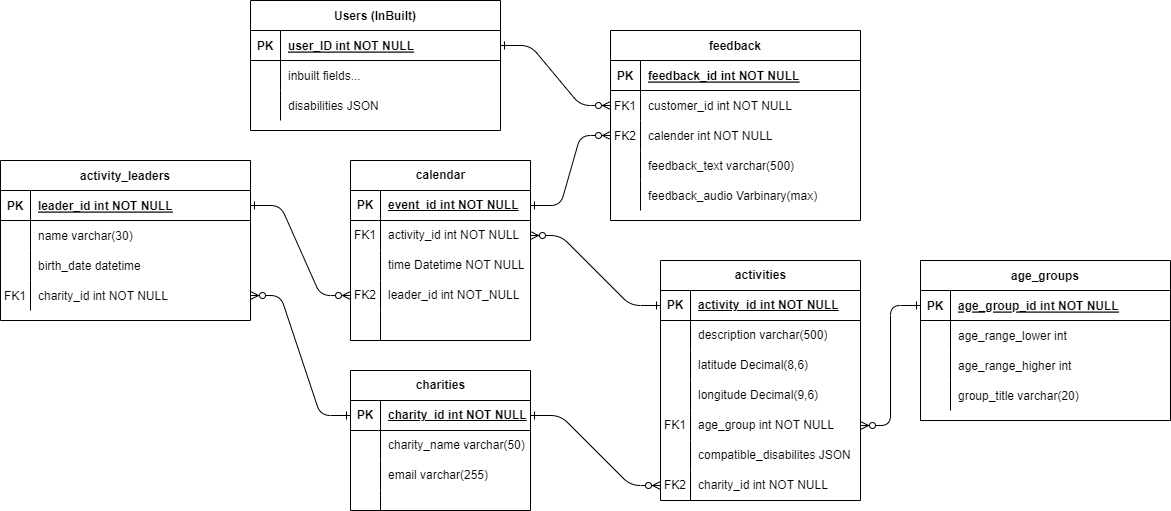 Users (InBuilt)
PK user_ID int NOT NULL
inbuilt fields...
disabilities JSON
feedback
PK feedback_id int NOT NULL
FK1 customer_id int NOT NULL
FK2 calender int NOT NULL
feedback_text varchar(500)
feedback_audio Varbinary(max)
activity_leaders
PK leader_id int NOT NULL
name varchar(30)
birth_date datetime
FK1 charity_id int NOT NULL
calendar
PK event_id int NOT NULL
FK1 activity_id int NOT NULL
time Datetime NOT NULL
FK2 leader_id int NOT_NULL
activities
PK activity_id int NOT NULL
description varchar(500)
latitude Decimal(8,6)
longitude Decimal(9,6)
FK1 age_group int NOT NULL
compatible_disabilites JSON
FK2 charity_id int NOT NULL
age_groups
PK age_group_id int NOT NULL
age_range_lower int
age_range_higher int
group_title varchar(20)
charities
PK charity_id int NOT NULL
charity_name varchar(50)
email varchar(255)